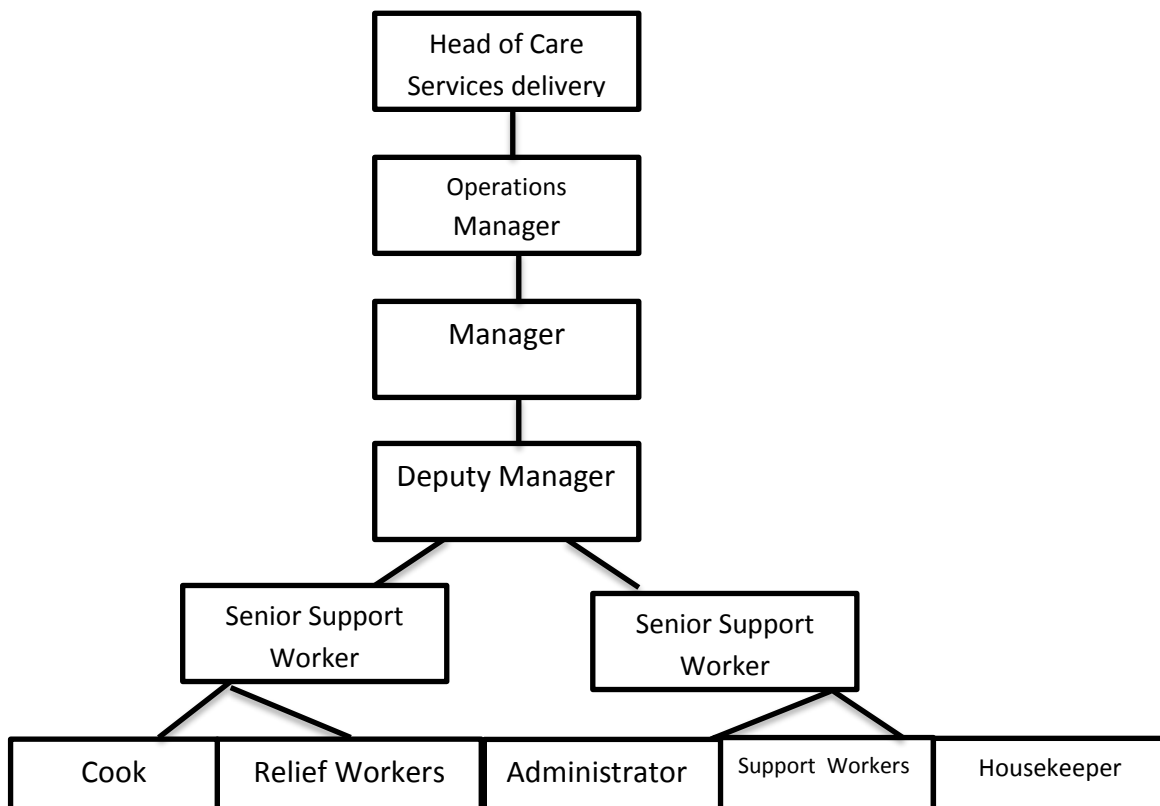 Head of Care
Services delivery
Operations
Manager
Manager
Deputy Manager
Senior Support
Worker
Senior Support
Worker
Cook
Relief Workers
Administrator
Support Workers
Housekeeper